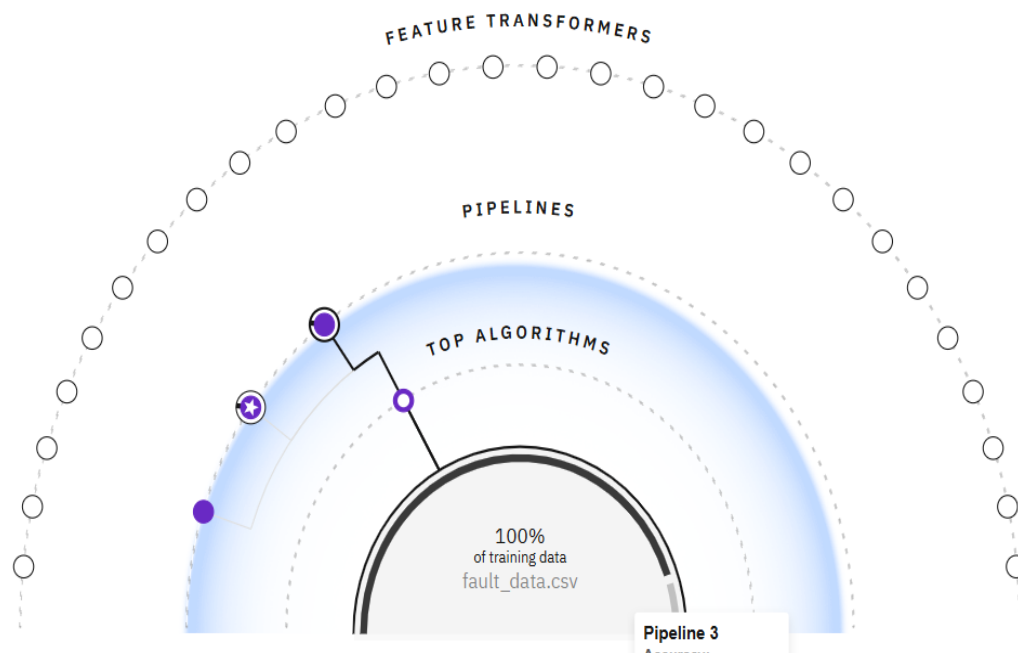 FEATURE TRANSFORMERS
PIPELINES
TOP ALGORITHMS
100%
of training data
fault_data.csv
Pipeline 3